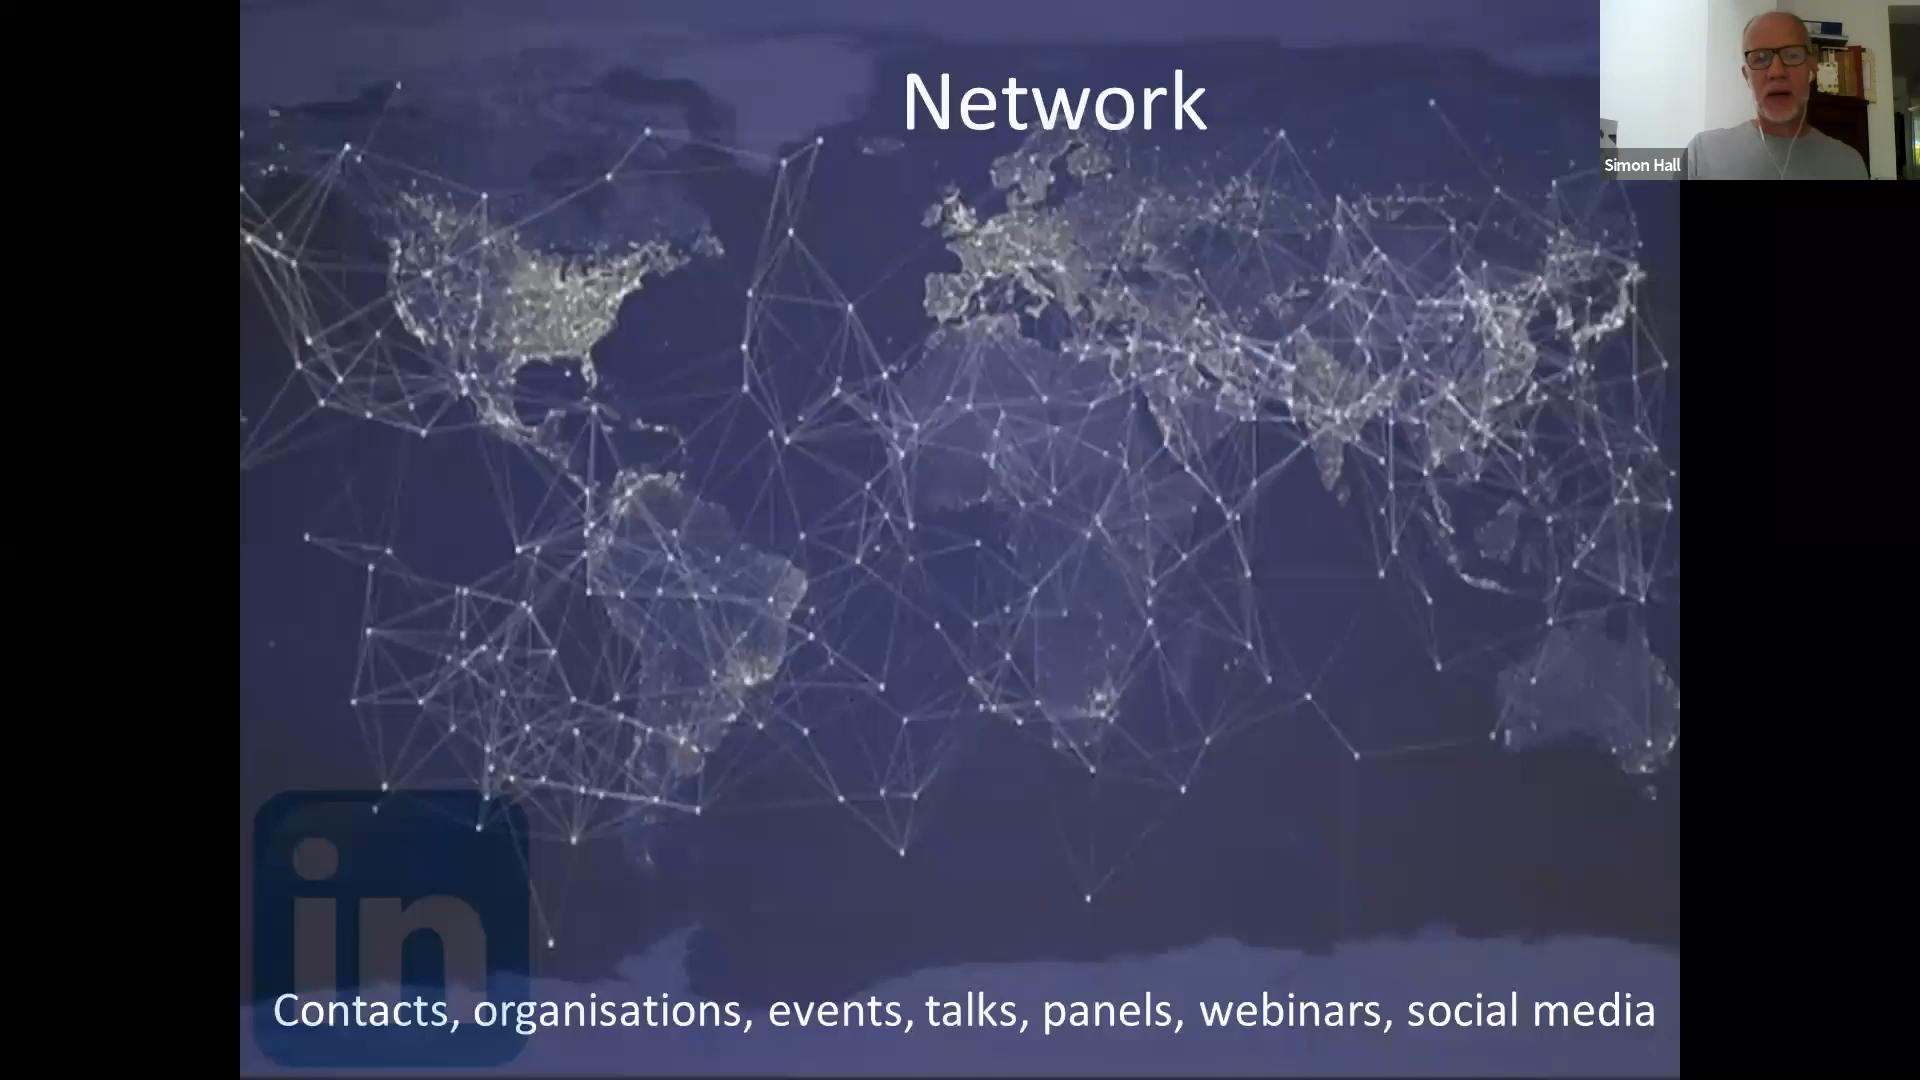 Network
Simon Hall
in
Contacts, organisations, events, talks, panels, webinars, social media